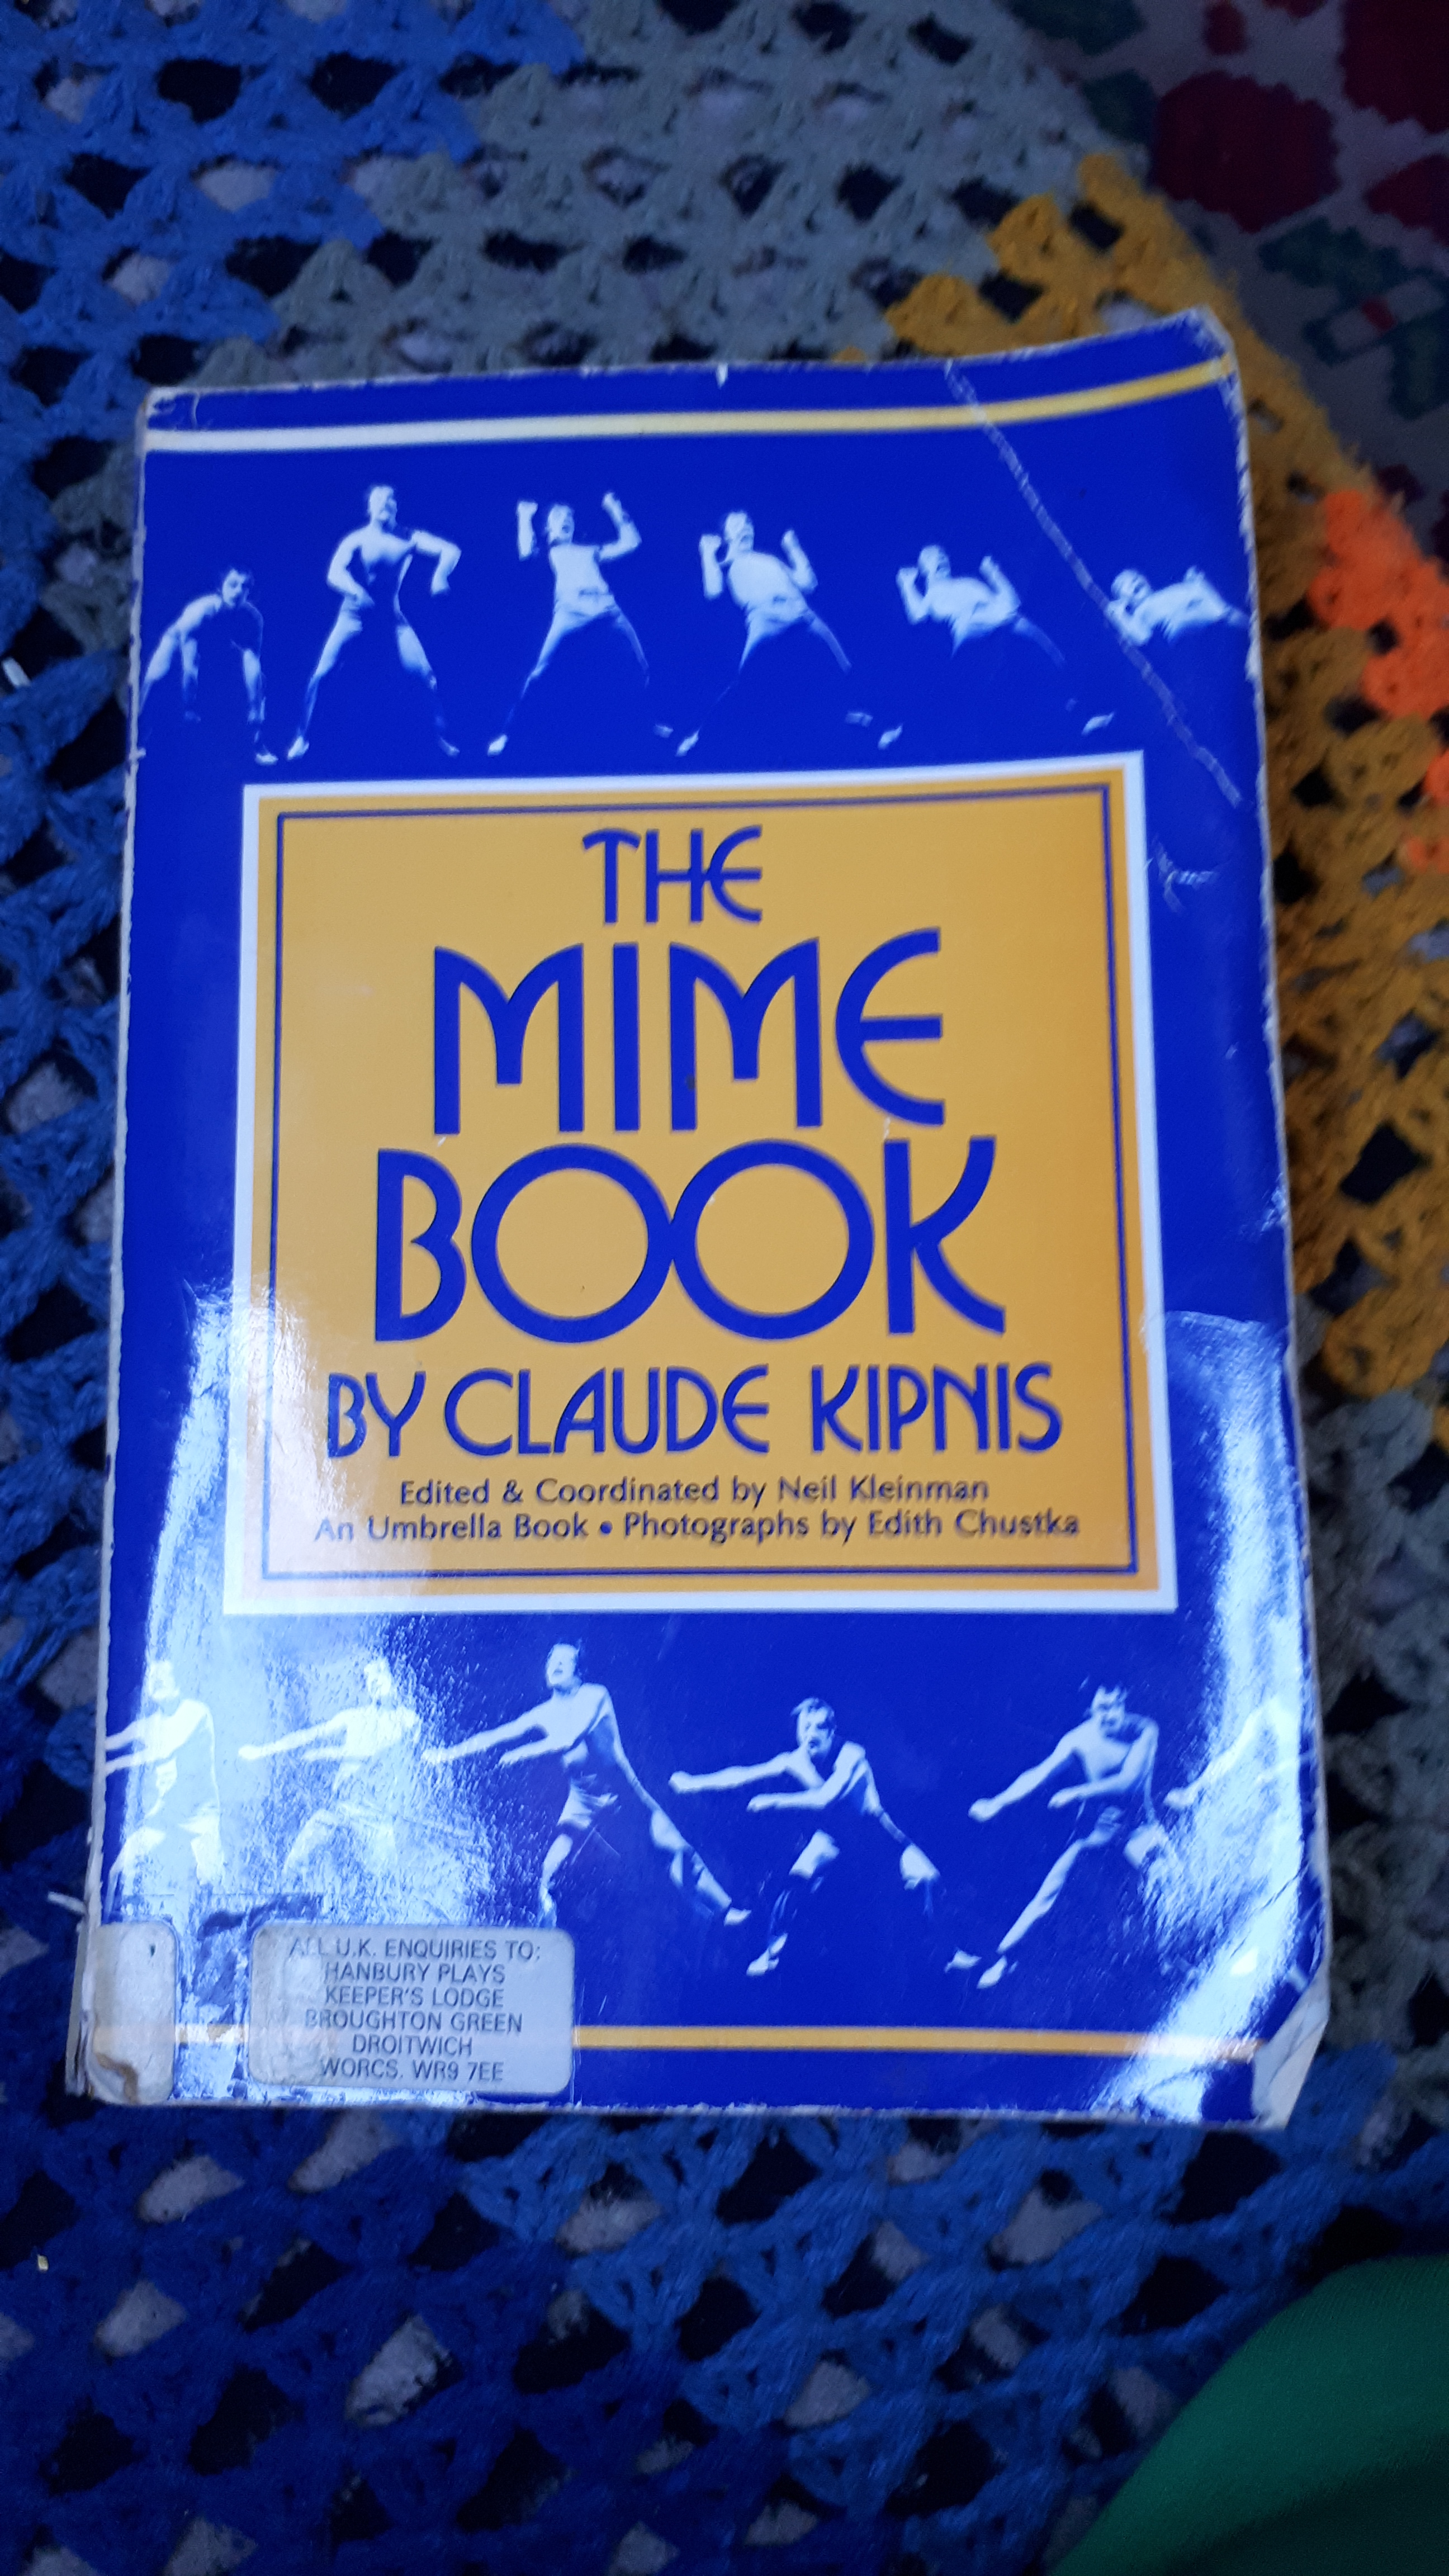 THE
MIME
BOOK
BY CLAUDE KIPNIS
Edited & Coordinated by Neil Kleinman
An Umbrella Book • Photographs by Edith Chustka
ALL U.K. ENQUIRIES TO:
HANBURY PLAYS
KEEPER'S LODGE
BROUGHTON GREEN
DROITWICH
WORCS. WR9 7EE